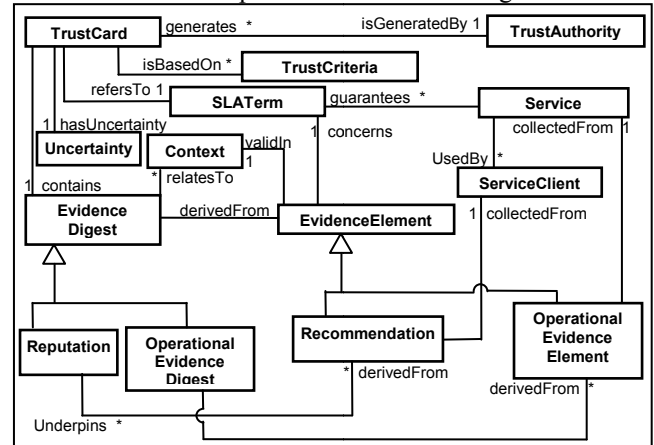 TrustCard
generates *
isGeneratedBy 1
TrustAuthority
isBasedOn *
TrustCriteria
refersTo 1
SLATerm
guarantees *
Service
1 hasUncertainty
Uncertainty
Context
validIn
1
1 concerns
collectedFrom 1
UsedBy *
* relatesTo
ServiceClient
1 contains
Evidence
Digest
derivedFrom
EvidenceElement
1 collectedFrom
Reputation
Operational
Evidence
Digest
Recommendation
Operational
Evidence
Element
* derivedFrom
derivedFrom *
Underpins *